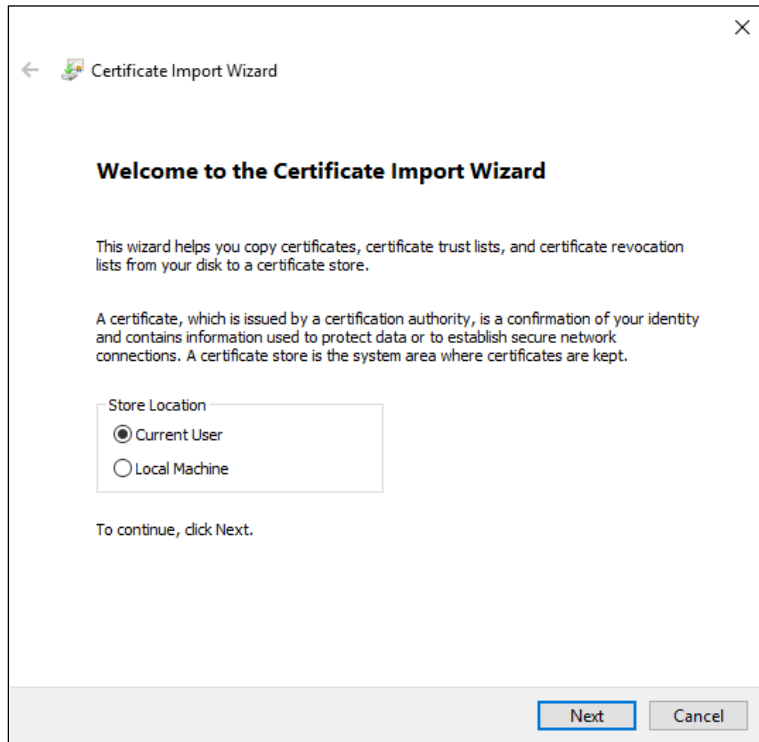 Certificate Import Wizard
Welcome to the Certificate Import Wizard
This wizard helps you copy certificates, certificate trust lists, and certificate revocation
lists from your disk to a certificate store.
A certificate, which is issued by a certification authority, is a confirmation of your identity
and contains information used to protect data or to establish secure network
connections. A certificate store is the system area where certificates are kept.
Store Location
Current User
Local Machine
To continue, click Next.
Next
Cancel